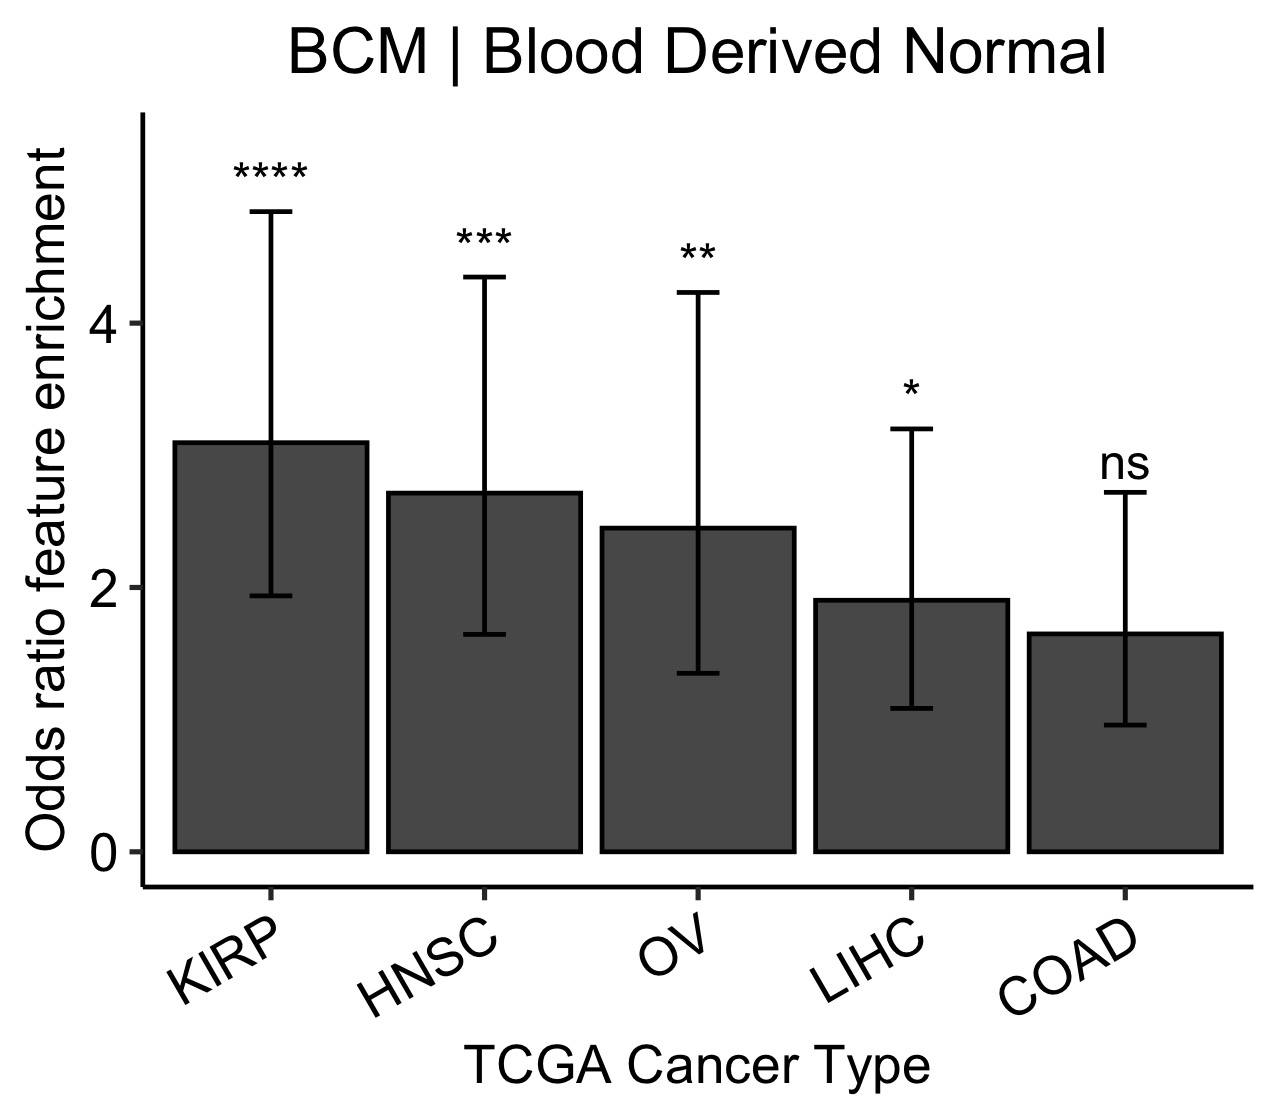 BCM | Blood Derived Normal
Odds ratio feature enrichment
4
2
0
****
***
**
*
ns
KIRP
HNSC
OV
LIHC
COAD
TCGA Cancer Type